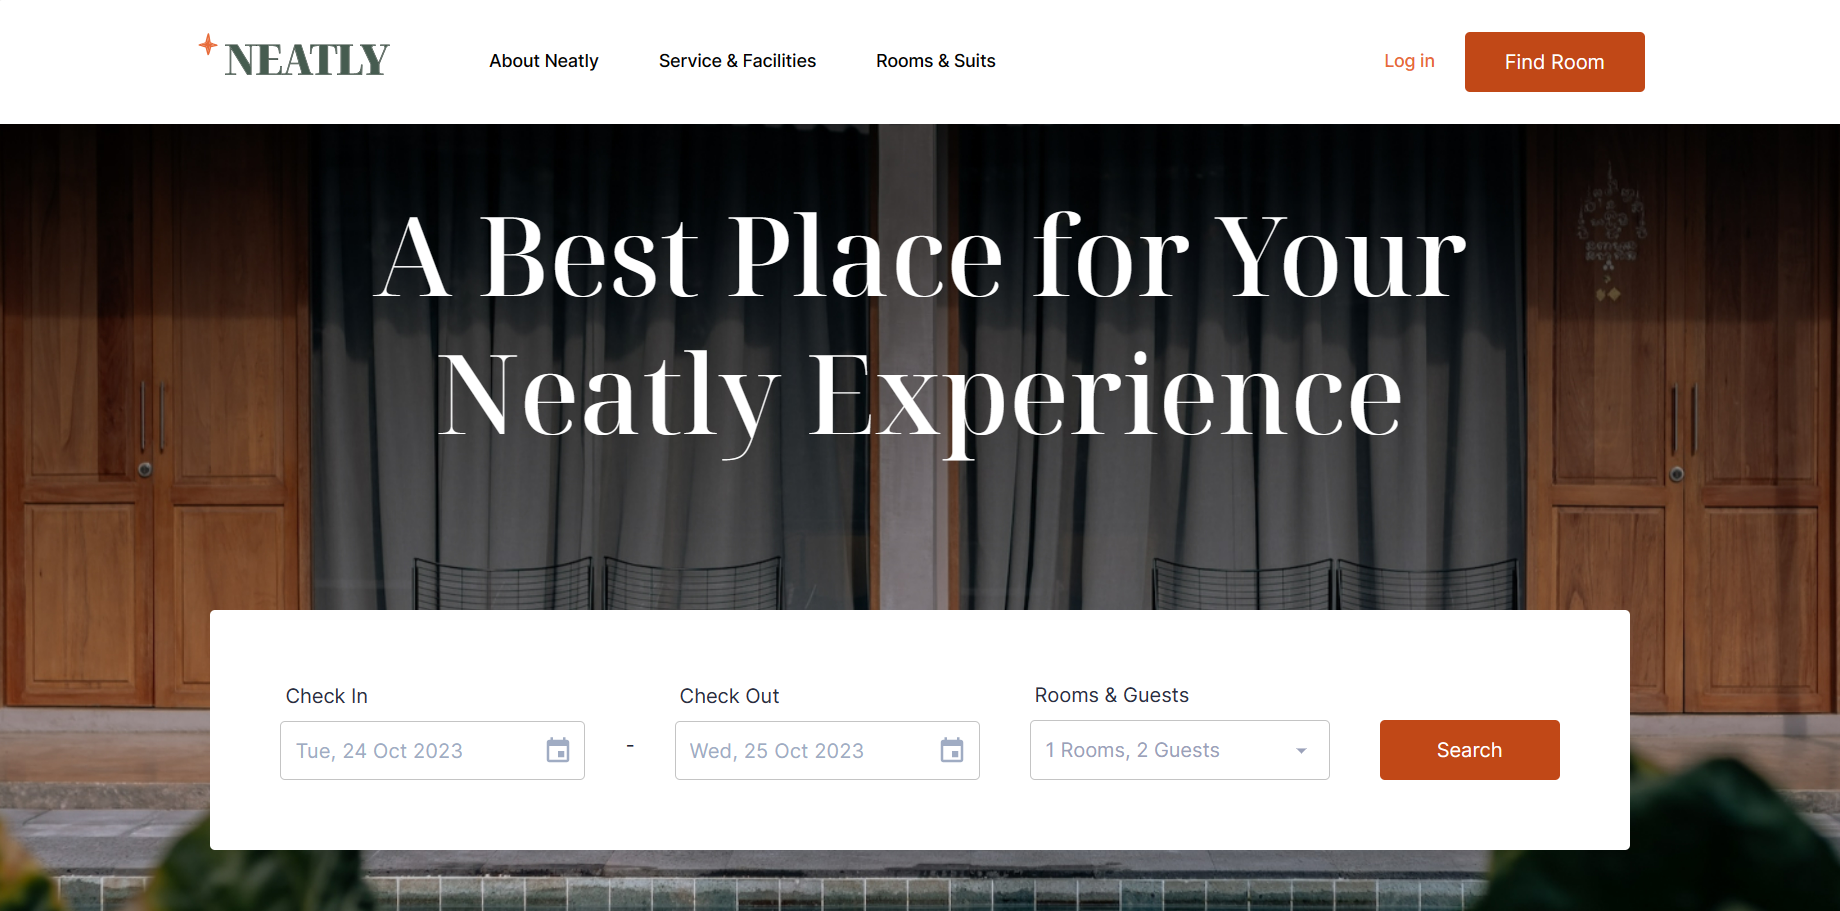 NEATLY
About Neatly
Service & Facilities
Rooms & Suits
Log in
Find Room
A Best Place for Your
Neatly Experience
Check In
Check Out
Rooms & Guests
Tue, 24 Oct 2023
-
Wed, 25 Oct 2023
1 Rooms, 2 Guests
Search